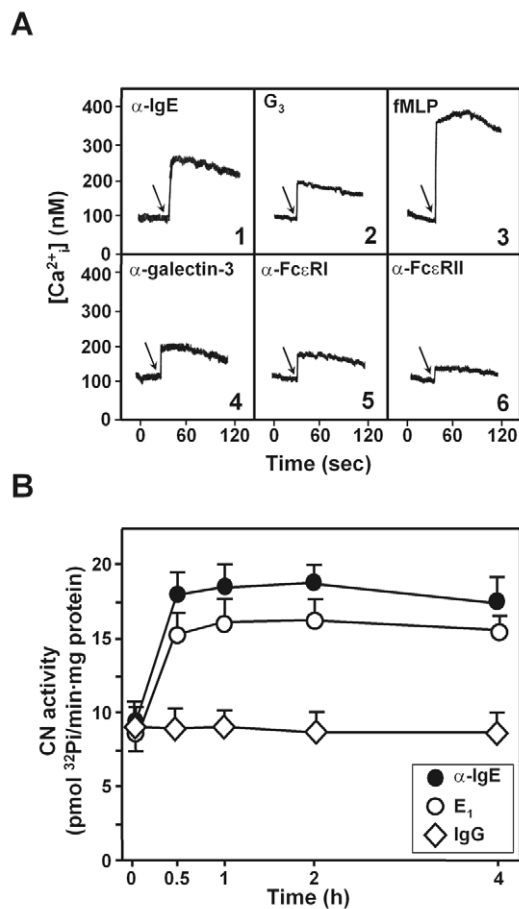 A
α-IgE
G₃
fMLP
400
300
200
100
0
1
2
3
[Ca²⁺ᵢ] (nM)
α-galectin-3
α-FcεRI
α-FcεRII
400
300
200
100
4
5
6
0 60 120
0 60 120
0 60 120
Time (sec)
B
CN activity
(pmol ³²Pi/min·mg protein)
20
15
10
5
0
α-IgE
E₁
IgG
0 0.5 1 2 4
Time (h)